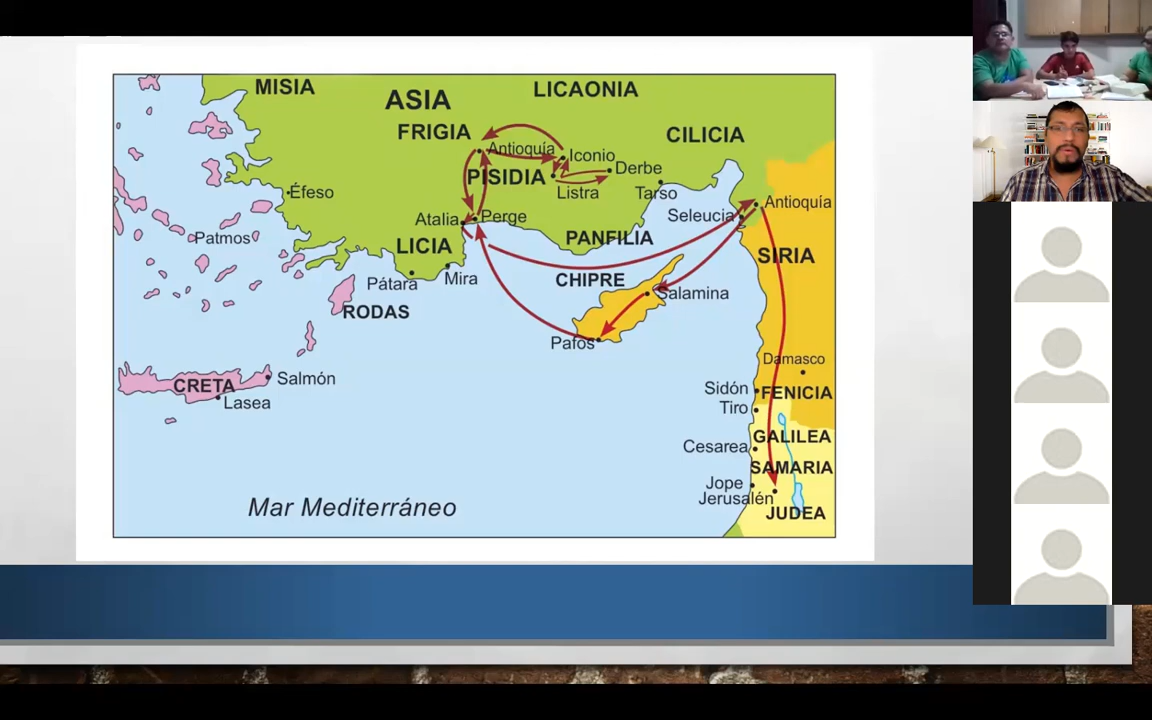 MISIA
ASIA
LICAONIA
FRIGIA
CILICIA
Antioquía
Iconio
Derbe
PISIDIA
Listra
Tarso
Éfeso
Antioquía
Atalia
Perge
Seleucia
Patmos
LICIA
PANFILIA
SIRIA
Pátara
Mira
CHIPRE
Salamina
RODAS
Pafos
Damasco
CRETA
Salmón
Sidón
FENICIA
Lasea
Tiro
GALILEA
Cesarea
SAMARIA
Jope
Jerusalén
Mar Mediterráneo
JUDEA